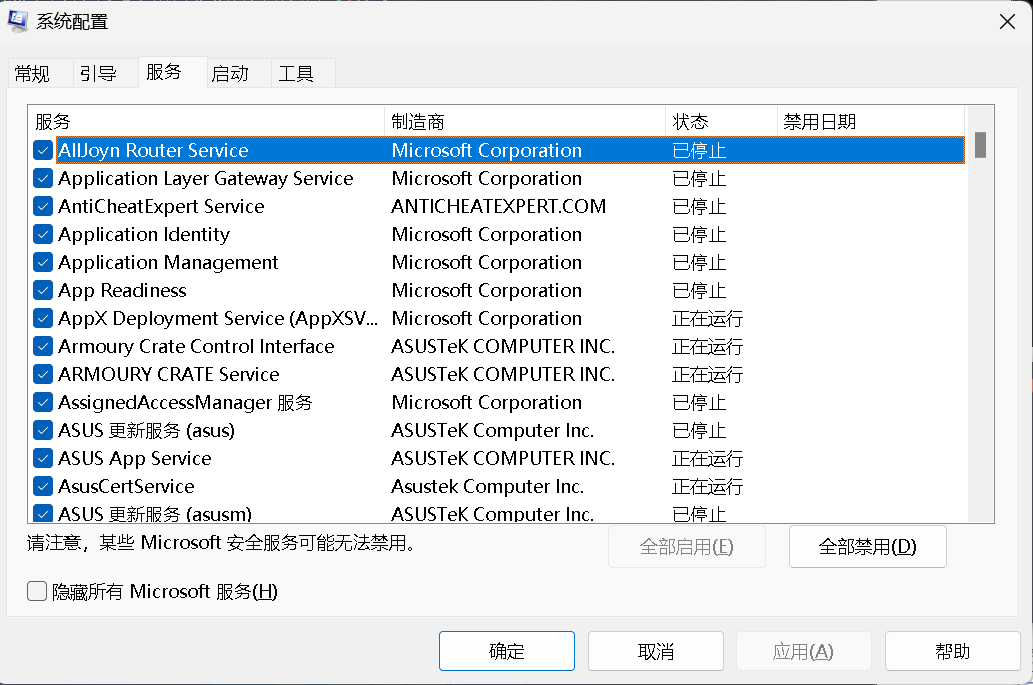 系统配置
常规 引导 服务 启动 工具
服务 制造商 状态 禁用日期
AllJoyn Router Service Microsoft Corporation 已停止
Application Layer Gateway Service Microsoft Corporation 已停止
AntiCheatExpert Service ANTICHEATEXPERT.COM 已停止
Application Identity Microsoft Corporation 已停止
Application Management Microsoft Corporation 已停止
App Readiness Microsoft Corporation 已停止
AppX Deployment Service (AppXSV... Microsoft Corporation 正在运行
Armoury Crate Control Interface ASUSTeK COMPUTER INC. 正在运行
ARMOURY CRATE Service ASUSTeK COMPUTER INC. 正在运行
AssignedAccessManager 服务 Microsoft Corporation 已停止
ASUS 更新服务 (asus) ASUSTeK Computer Inc. 已停止
ASUS App Service ASUSTeK COMPUTER INC. 正在运行
AsusCertService Asustek Computer Inc. 正在运行
ASUS 更新服务 (asusm) ASUSTeK Computer Inc. 已停止
请注意，某些 Microsoft 安全服务可能无法禁用。
全部启用(E) 全部禁用(D)
隐藏所有 Microsoft 服务(H)
确定 取消 应用(A) 帮助